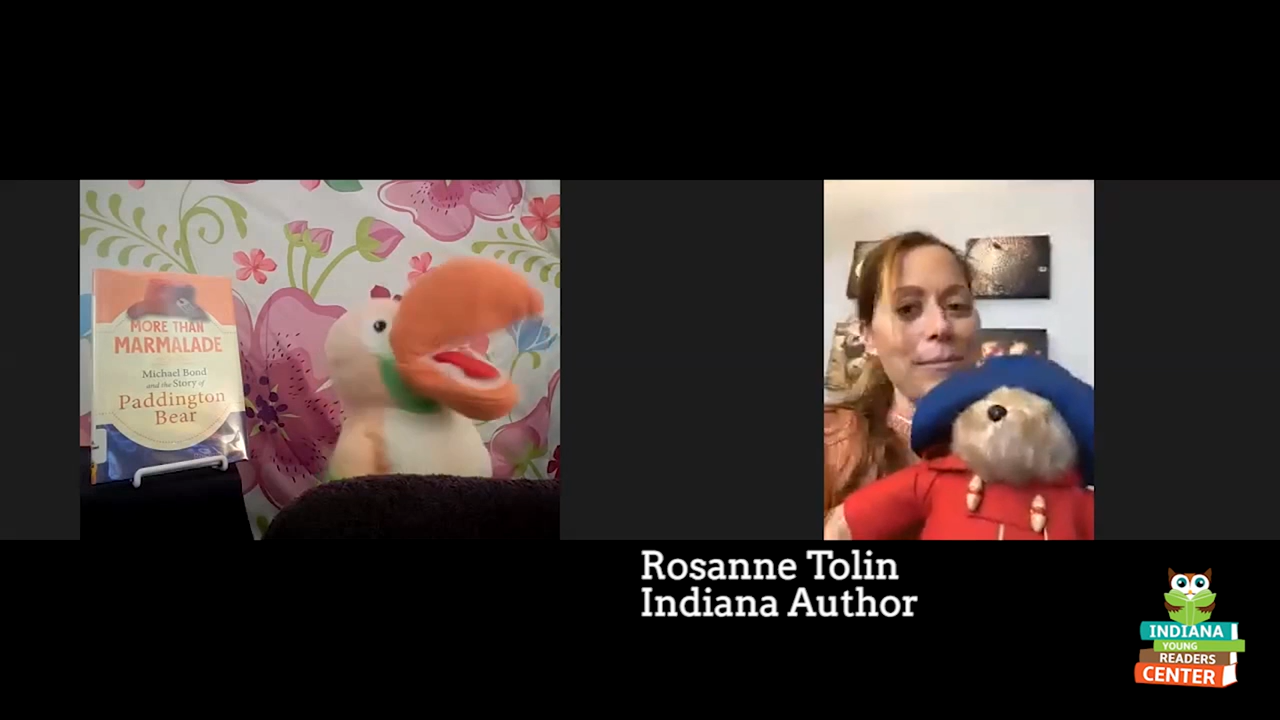 MORE THAN
MARMALADE
Michael Bond
and the Story of
Paddington
Bear
Rosanne Tolin
Indiana Author
INDIANA
YOUNG
READERS
CENTER